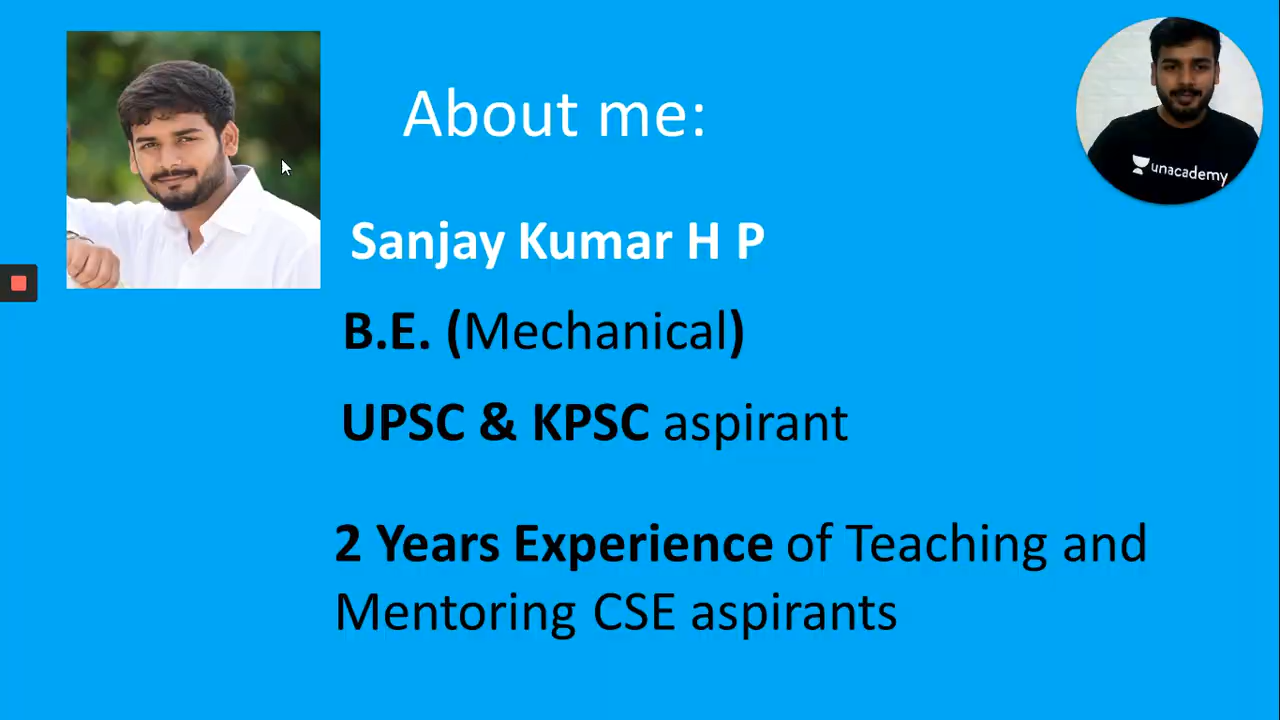 About me:
unacademy
Sanjay Kumar H P
B.E. (Mechanical)
UPSC & KPSC aspirant
2 Years Experience of Teaching and
Mentoring CSE aspirants